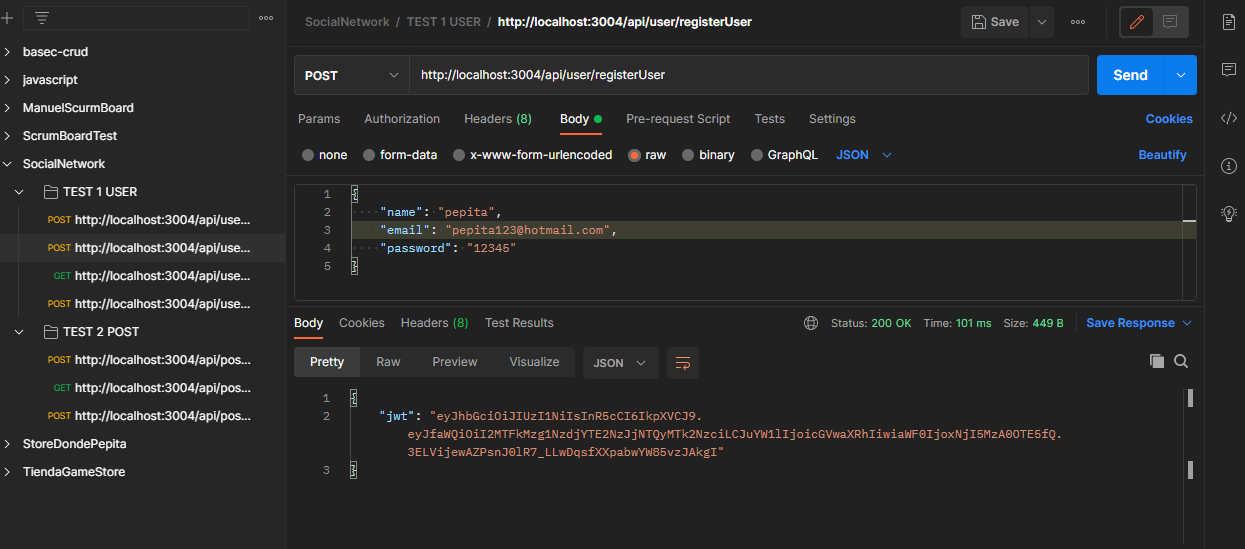 SocialNetwork / TEST 1 USER / http://localhost:3004/api/user/registerUser
Save
basec-crud
javascript
ManuelScurmBoard
ScrumBoardTest
SocialNetwork
TEST 1 USER
POST http://localhost:3004/api/use...
POST http://localhost:3004/api/use...
GET http://localhost:3004/api/use...
POST http://localhost:3004/api/use...
TEST 2 POST
POST http://localhost:3004/api/pos...
GET http://localhost:3004/api/pos...
POST http://localhost:3004/api/pos...
StoreDondePepita
TiendaGameStore
POST http://localhost:3004/api/user/registerUser Send
Params Authorization Headers (8) Body Pre-request Script Tests Settings Cookies
none form-data x-www-form-urlencoded raw binary GraphQL JSON Beautify
1 {
2 "name": "pepita",
3 "email": "pepita123@hotmail.com",
4 "password": "12345"
5 }
Body Cookies Headers (8) Test Results Status: 200 OK Time: 101 ms Size: 449 B Save Response
Pretty Raw Preview Visualize JSON
1 {
2 "jwt": "eyJhbGciOiJIUzI1NiIsInR5cCI6IkpXVCJ9.
eyJfaWQiOiI2MTFkMzg1NzdjYTE2NzJjNTQyMTk2NzciLCJuYW1lIjoicGVwaXRhIiwiaWF0IjoxNjI5MzA0OTE5fQ.
3ELVijewAZPsnJ0lR7_LLwDqsfXXpabwYW85vzJAkgI"
3 }